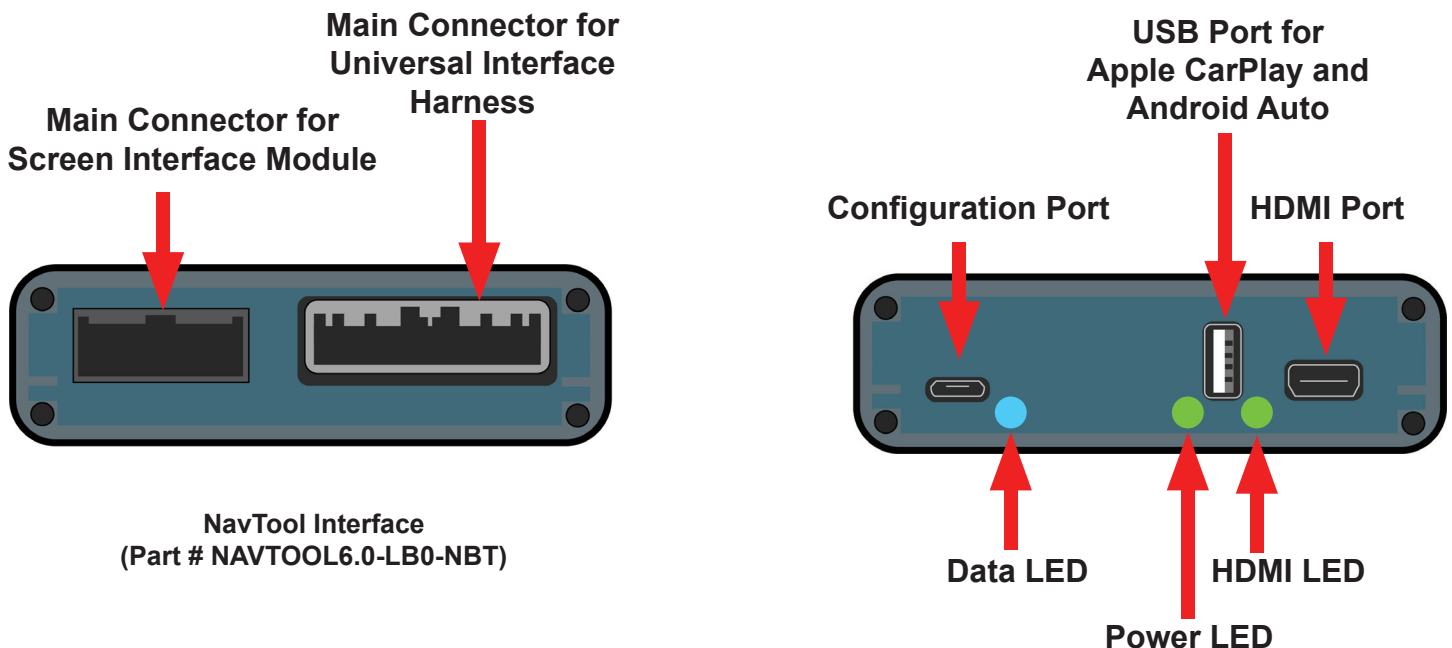 Main Connector for
Universal Interface
Harness
Main Connector for
Screen Interface Module
NavTool Interface
(Part # NAVTOOL6.0-LB0-NBT)
USB Port for
Apple CarPlay and
Android Auto
Configuration Port
HDMI Port
Data LED
HDMI LED
Power LED